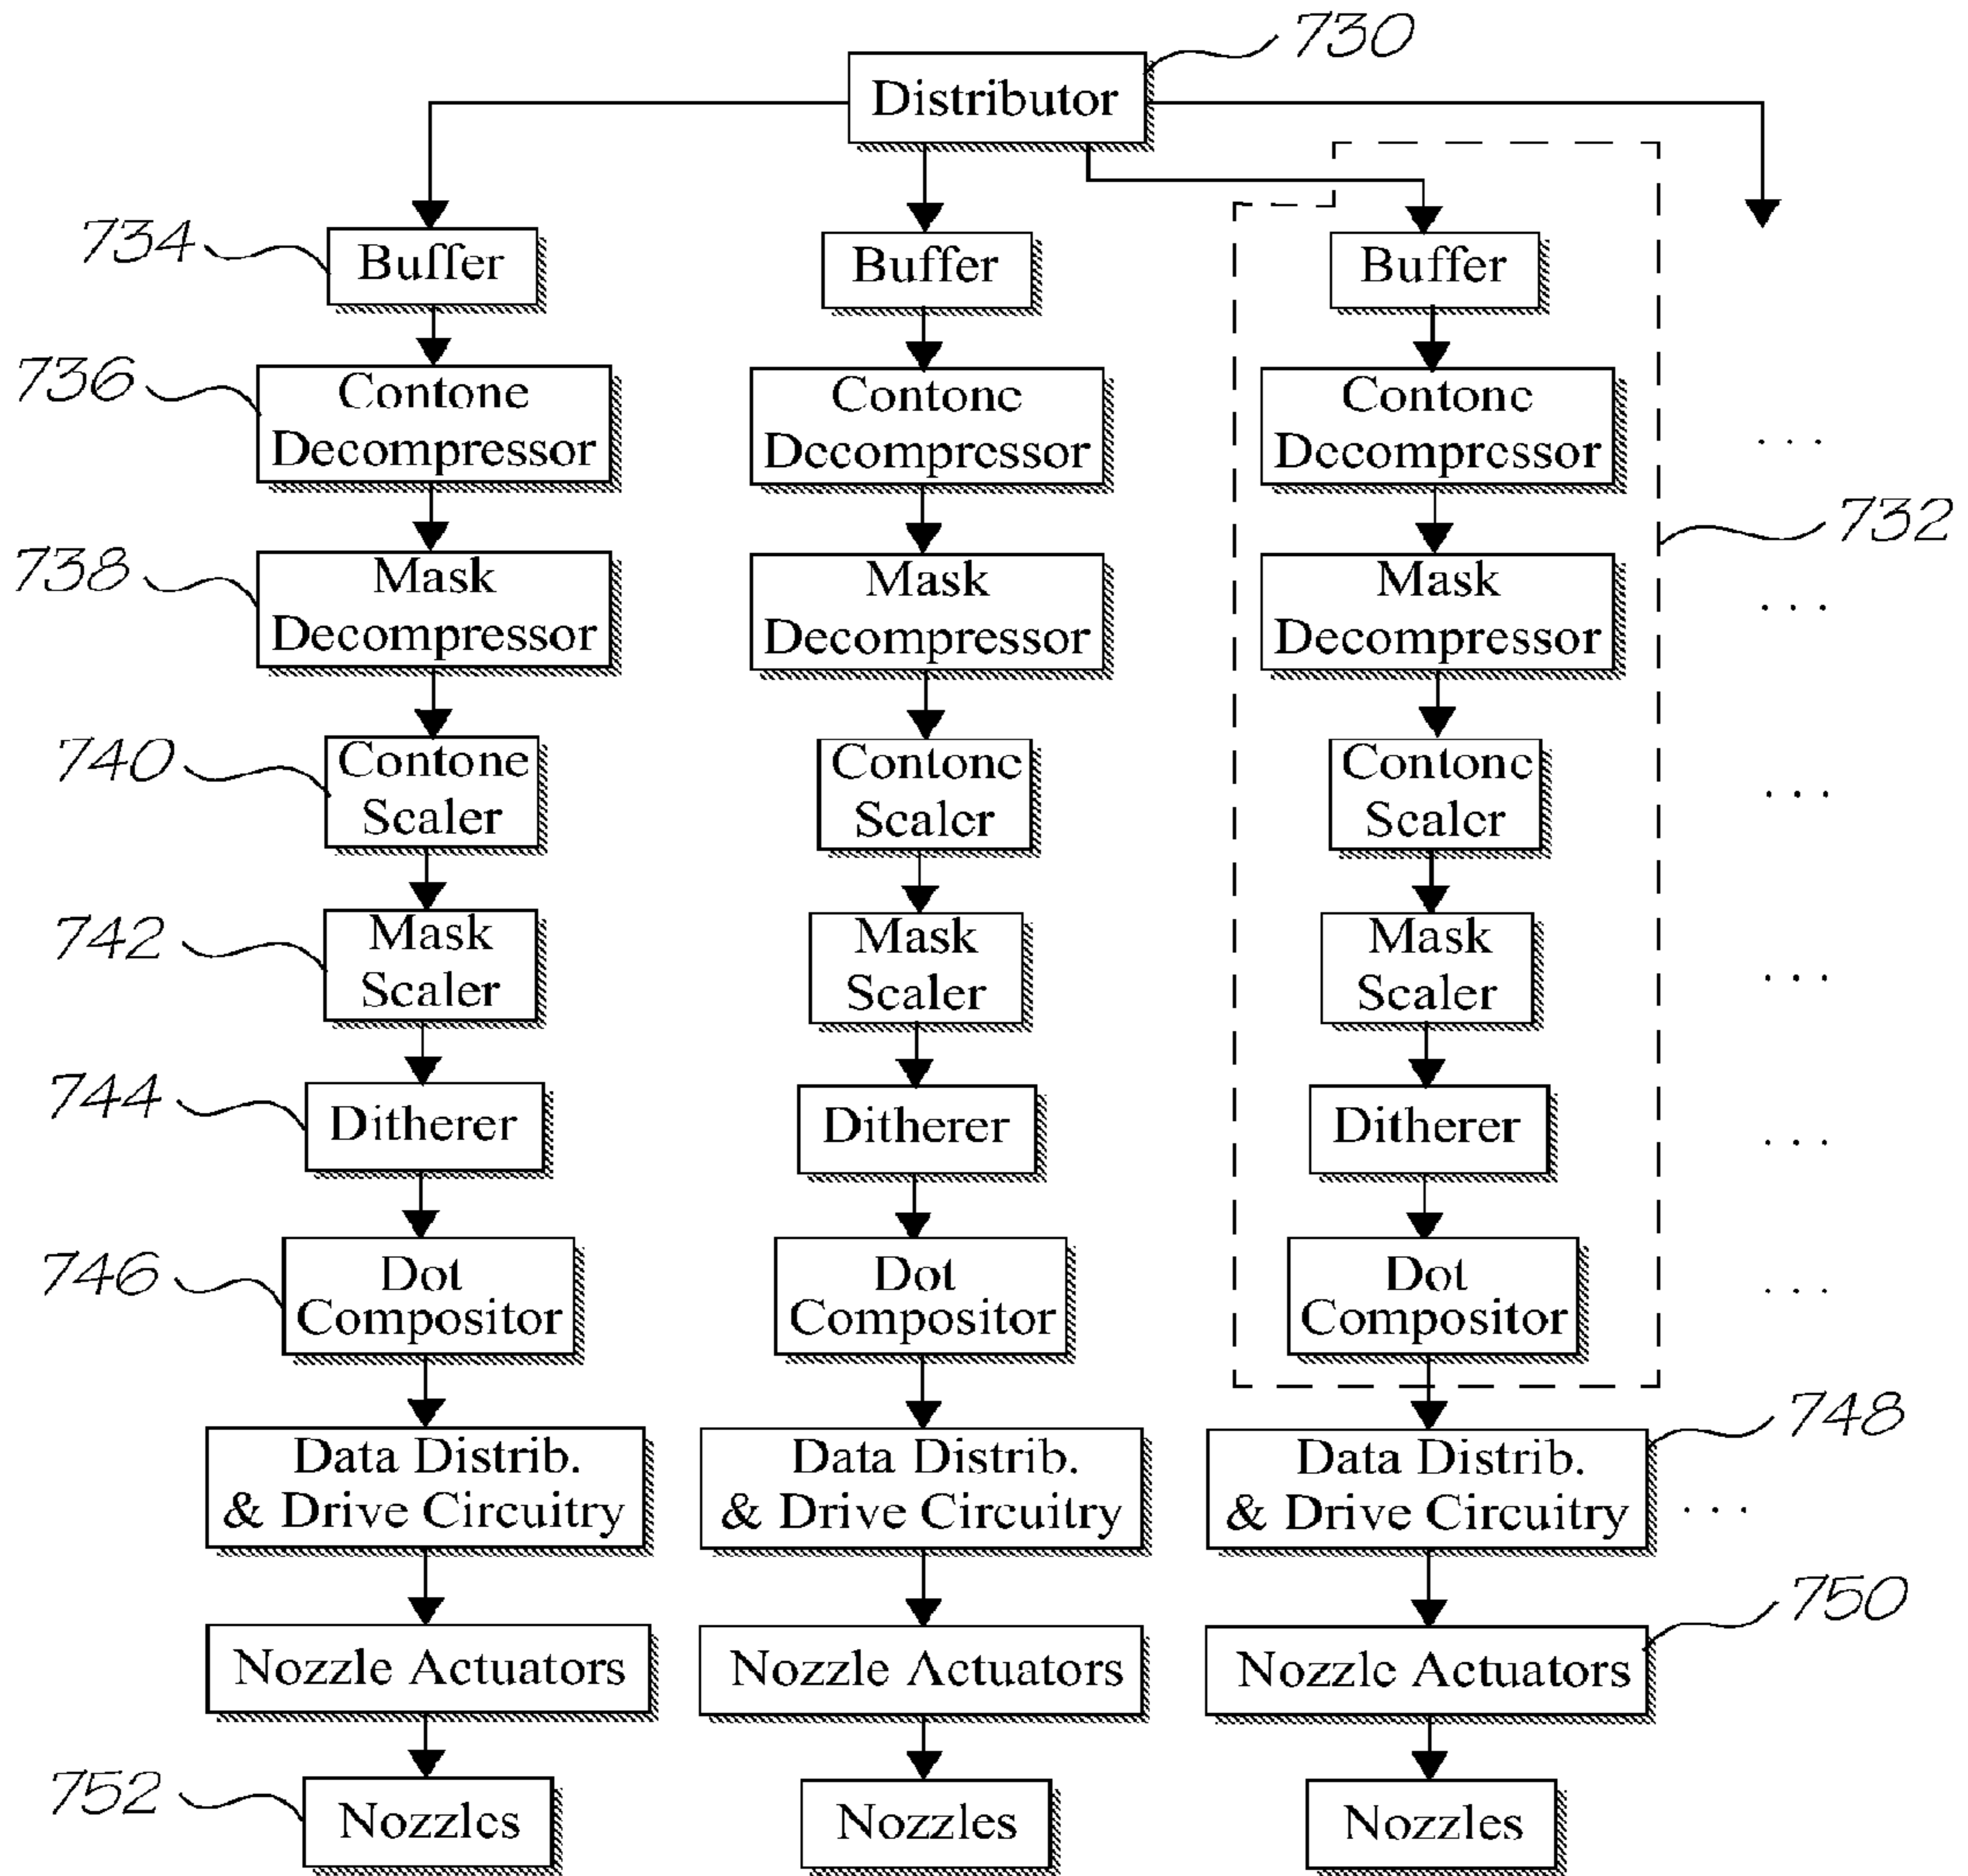 730
Distributor
734
Buffer
Buffer
Buffer
736
Contone
Decompressor
Contone
Decompressor
Contone
Decompressor
. . .
732
738
Mask
Decompressor
Mask
Decompressor
Mask
Decompressor
. . .
740
Contone
Scaler
Contone
Scaler
Contone
Scaler
. . .
742
Mask
Scaler
Mask
Scaler
Mask
Scaler
. . .
744
Ditherer
Ditherer
Ditherer
. . .
746
Dot
Compositor
Dot
Compositor
Dot
Compositor
. . .
748
Data Distrib.
& Drive Circuitry
Data Distrib.
& Drive Circuitry
Data Distrib.
& Drive Circuitry
. . .
750
Nozzle Actuators
Nozzle Actuators
Nozzle Actuators
752
Nozzles
Nozzles
Nozzles